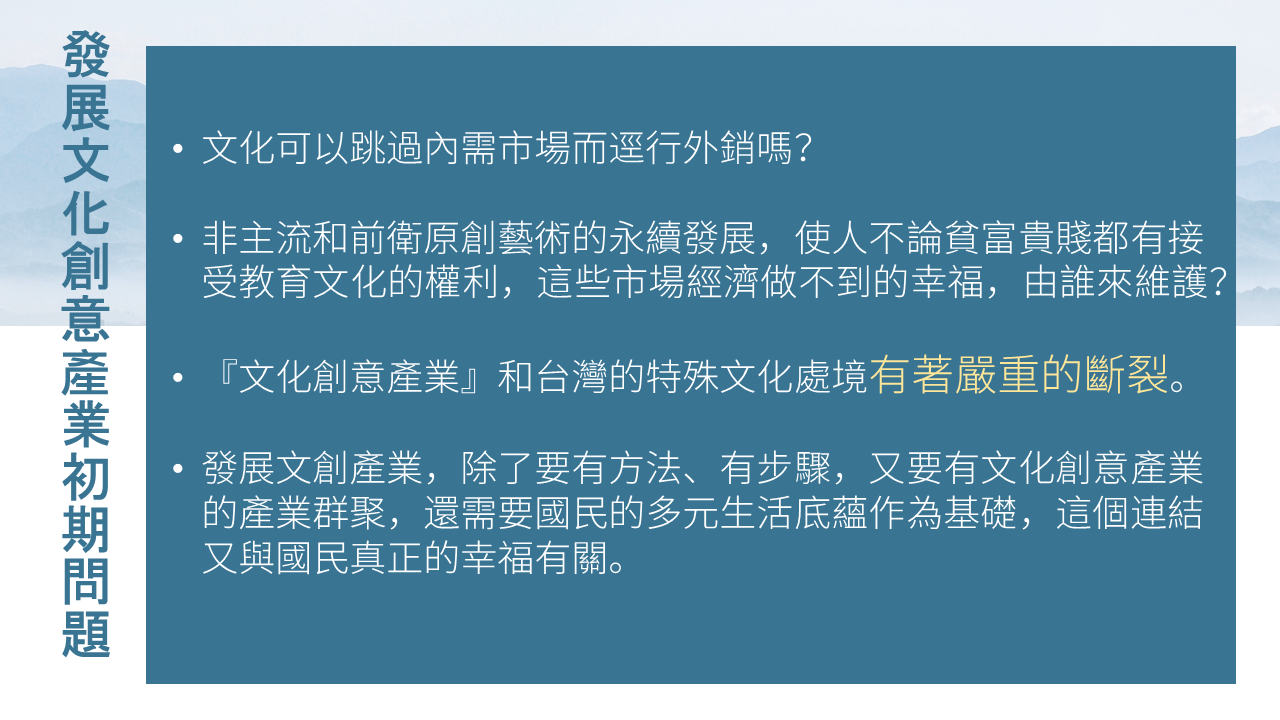 發展文化創意產業初期問題
• 文化可以跳過內需市場而逕行外銷嗎？
• 非主流和前衛原創藝術的永續發展，使人不論貧富貴賤都有接
受教育文化的權利，這些市場經濟做不到的幸福，由誰來維護？
• 『文化創意產業』和台灣的特殊文化處境有著嚴重的斷裂。
• 發展文創產業，除了要有方法、有步驟，又要有文化創意產業
的產業群聚，還需要國民的多元生活底蘊作為基礎，這個連結
又與國民真正的幸福有關。